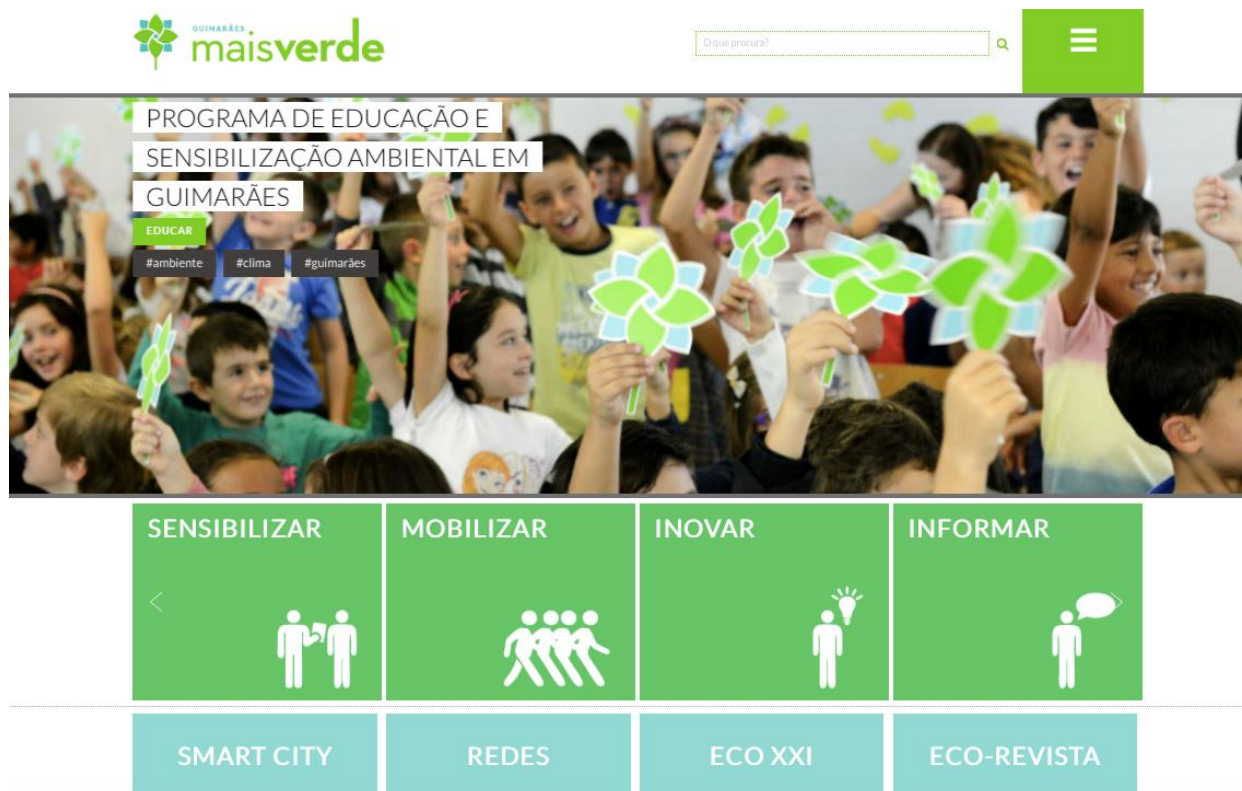 GUIMARÃES
maisverde
O que procura?
PROGRAMA DE EDUCAÇÃO E
SENSIBILIZAÇÃO AMBIENTAL EM
GUIMARÃES
EDUCAR
#ambiente #clima #guimarães
SENSIBILIZAR MOBILIZAR INOVAR INFORMAR
SMART CITY REDES ECO XXI ECO-REVISTA